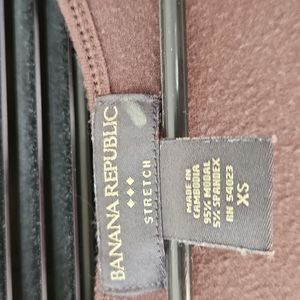 BANANA REPUBLIC
STRETCH
MADE IN
CAMBODIA
95% MODAL
5% SPANDEX
RN 54023
XS